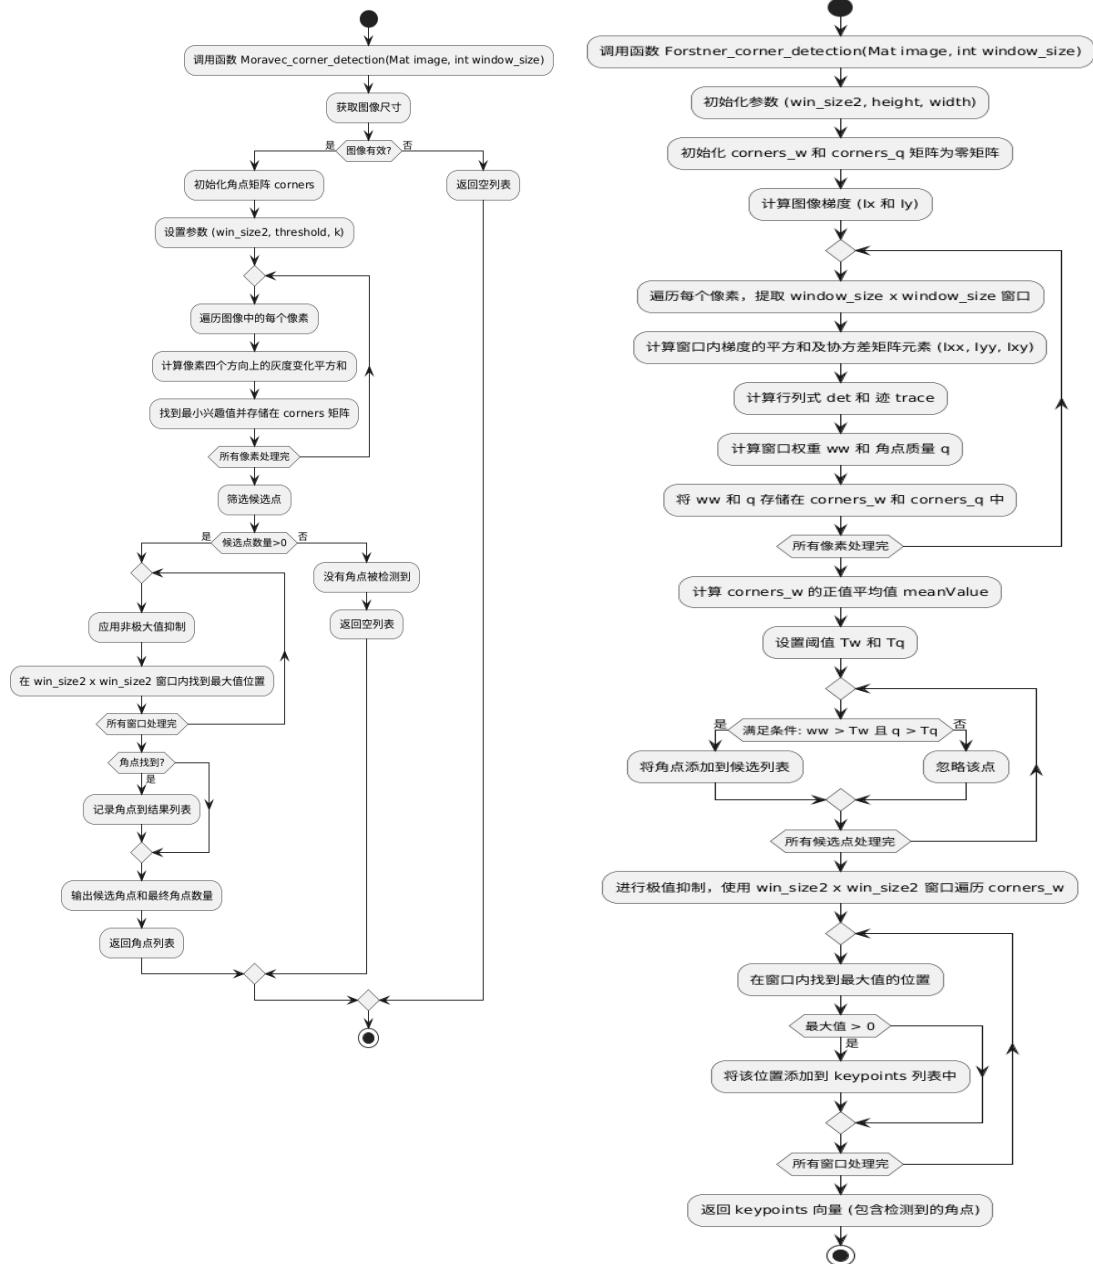 调用函数 Moravec_corner_detection(Mat image, int window_size)
获取图像尺寸
是
图像有效?
否
初始化角点矩阵 corners
返回空列表
设置参数 (win_size2, threshold, k)
遍历图像中的每个像素
计算像素四个方向上的灰度变化平方和
找到最小兴趣值并存储在 corners 矩阵
所有像素处理完
筛选候选点
是
候选点数量>0
否
没有角点被检测到
应用非极大值抑制
返回空列表
在 win_size2 x win_size2 窗口内找到最大值位置
所有窗口处理完
角点找到?
是
记录角点到结果列表
输出候选角点和最终角点数量
返回角点列表
调用函数 Forstner_corner_detection(Mat image, int window_size)
初始化参数 (win_size2, height, width)
初始化 corners_w 和 corners_q 矩阵为零矩阵
计算图像梯度 (Ix 和 Iy)
遍历每个像素，提取 window_size x window_size 窗口
计算窗口内梯度的平方和及协方差矩阵元素 (Ixx, Iyy, Ixy)
计算行列式 det 和 迹 trace
计算窗口权重 ww 和 角点质量 q
将 ww 和 q 存储在 corners_w 和 corners_q 中
所有像素处理完
计算 corners_w 的正值平均值 meanValue
设置阈值 Tw 和 Tq
是
满足条件: ww > Tw 且 q > Tq
否
将角点添加到候选列表
忽略该点
所有候选点处理完
进行极值抑制，使用 win_size2 x win_size2 窗口遍历 corners_w
在窗口内找到最大值的位置
最大值 > 0
是
将该位置添加到 keypoints 列表中
所有窗口处理完
返回 keypoints 向量 (包含检测到的角点)